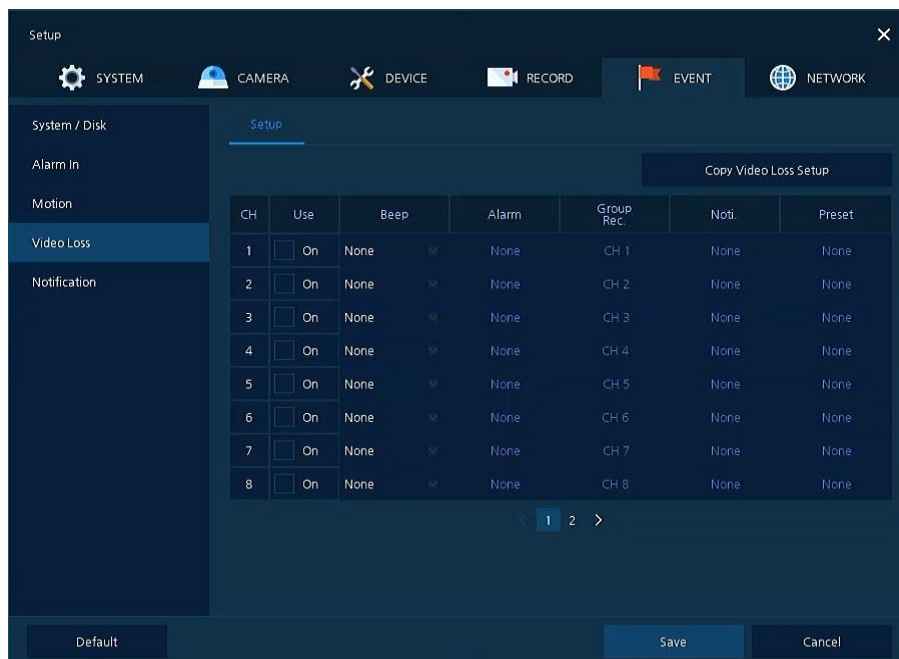 Setup
SYSTEM CAMERA DEVICE RECORD EVENT NETWORK
System / Disk
Alarm In
Motion
Video Loss
Notification
Setup
Copy Video Loss Setup
CH Use Beep Alarm Group Rec. Noti. Preset
1 On None None CH 1 None None
2 On None None CH 2 None None
3 On None None CH 3 None None
4 On None None CH 4 None None
5 On None None CH 5 None None
6 On None None CH 6 None None
7 On None None CH 7 None None
8 On None None CH 8 None None
1 2
Default Save Cancel